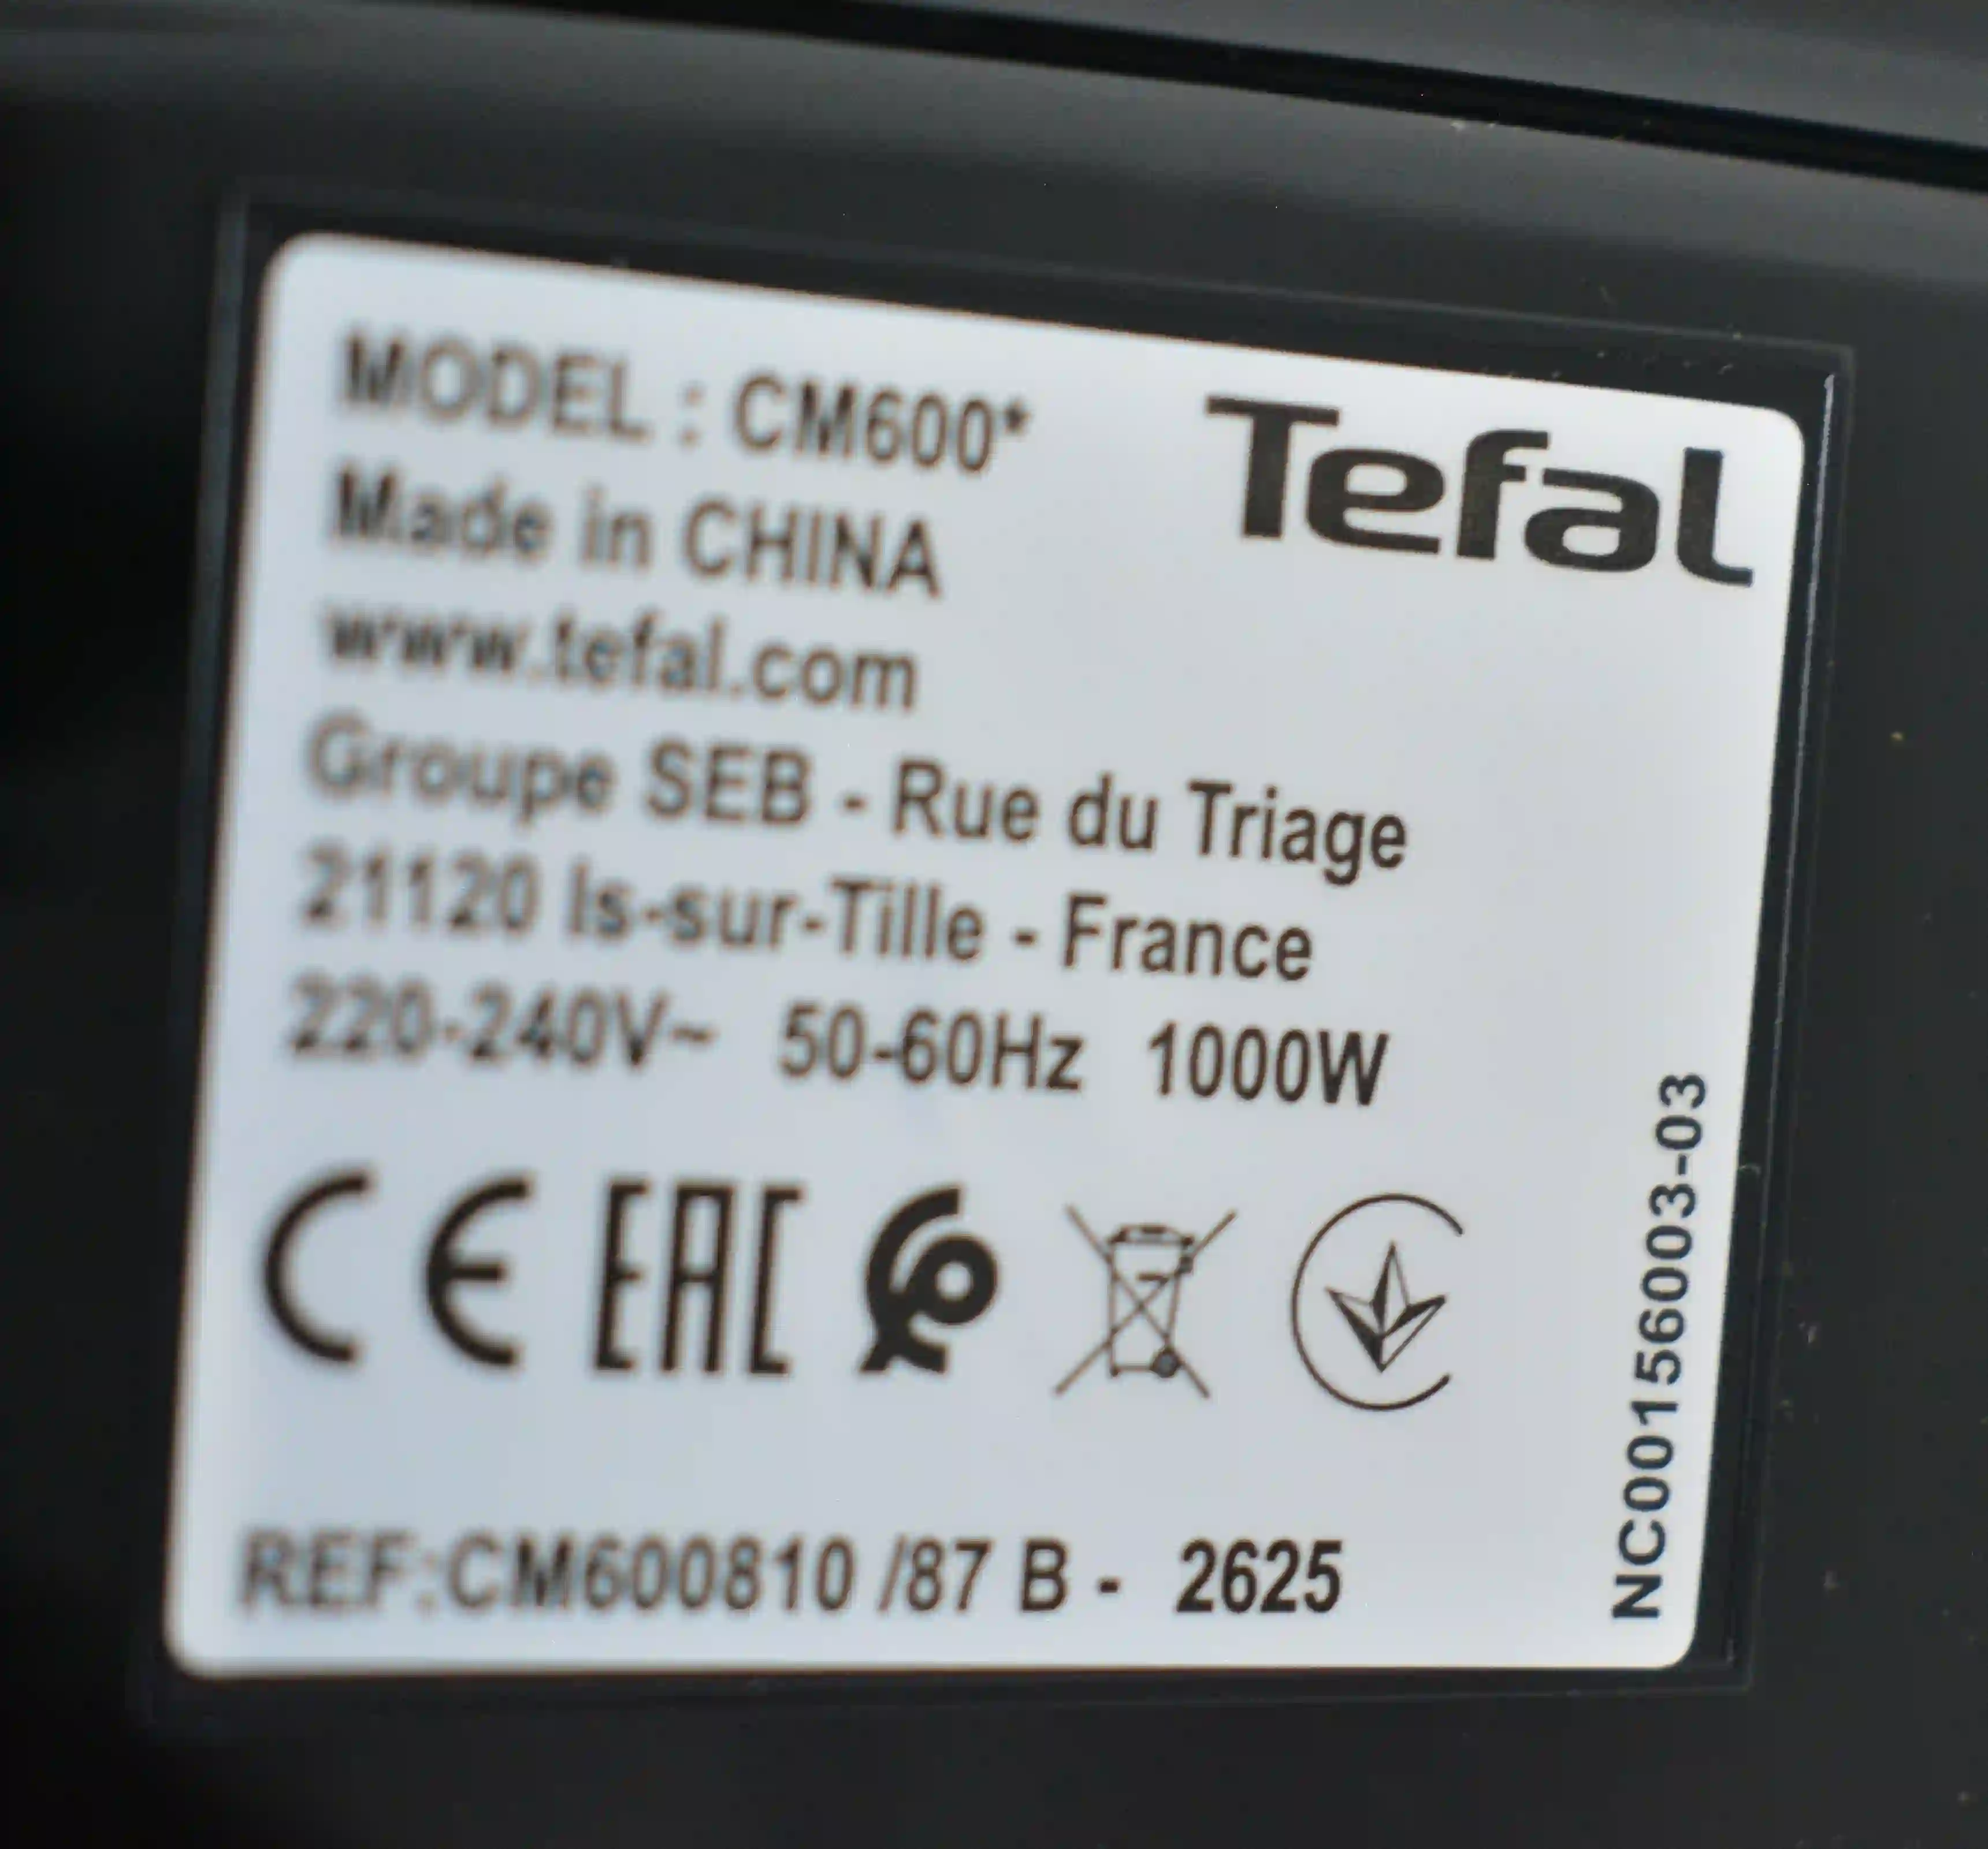 MODEL : CM600*
Tefal
Made in CHINA
www.tefal.com
Groupe SEB - Rue du Triage
21120 Is-sur-Tille - France
220-240V~ 50-60Hz 1000W
CE EAC
REF:CM600810 /87 B - 2625
NC00156003-03